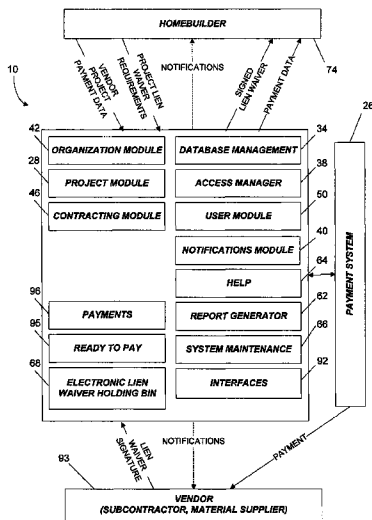 HOMEBUILDER
74
10
VENDOR
PROJECT
PAYMENT DATA
PROJECT LIEN
WAIVER
REQUIREMENTS
NOTIFICATIONS
SIGNED
LIEN WAIVER
PAYMENT DATA
26
42
ORGANIZATION MODULE
DATABASE MANAGEMENT
34
28
PROJECT MODULE
ACCESS MANAGER
38
46
CONTRACTING MODULE
USER MODULE
50
NOTIFICATIONS MODULE
40
HELP
64
PAYMENT SYSTEM
96
PAYMENTS
REPORT GENERATOR
62
95
READY TO PAY
SYSTEM MAINTENANCE
66
68
ELECTRONIC LIEN
WAIVER HOLDING BIN
INTERFACES
92
LIEN
WAIVER
SIGNATURE
NOTIFICATIONS
PAYMENT
93
VENDOR
(SUBCONTRACTOR, MATERIAL SUPPLIER)